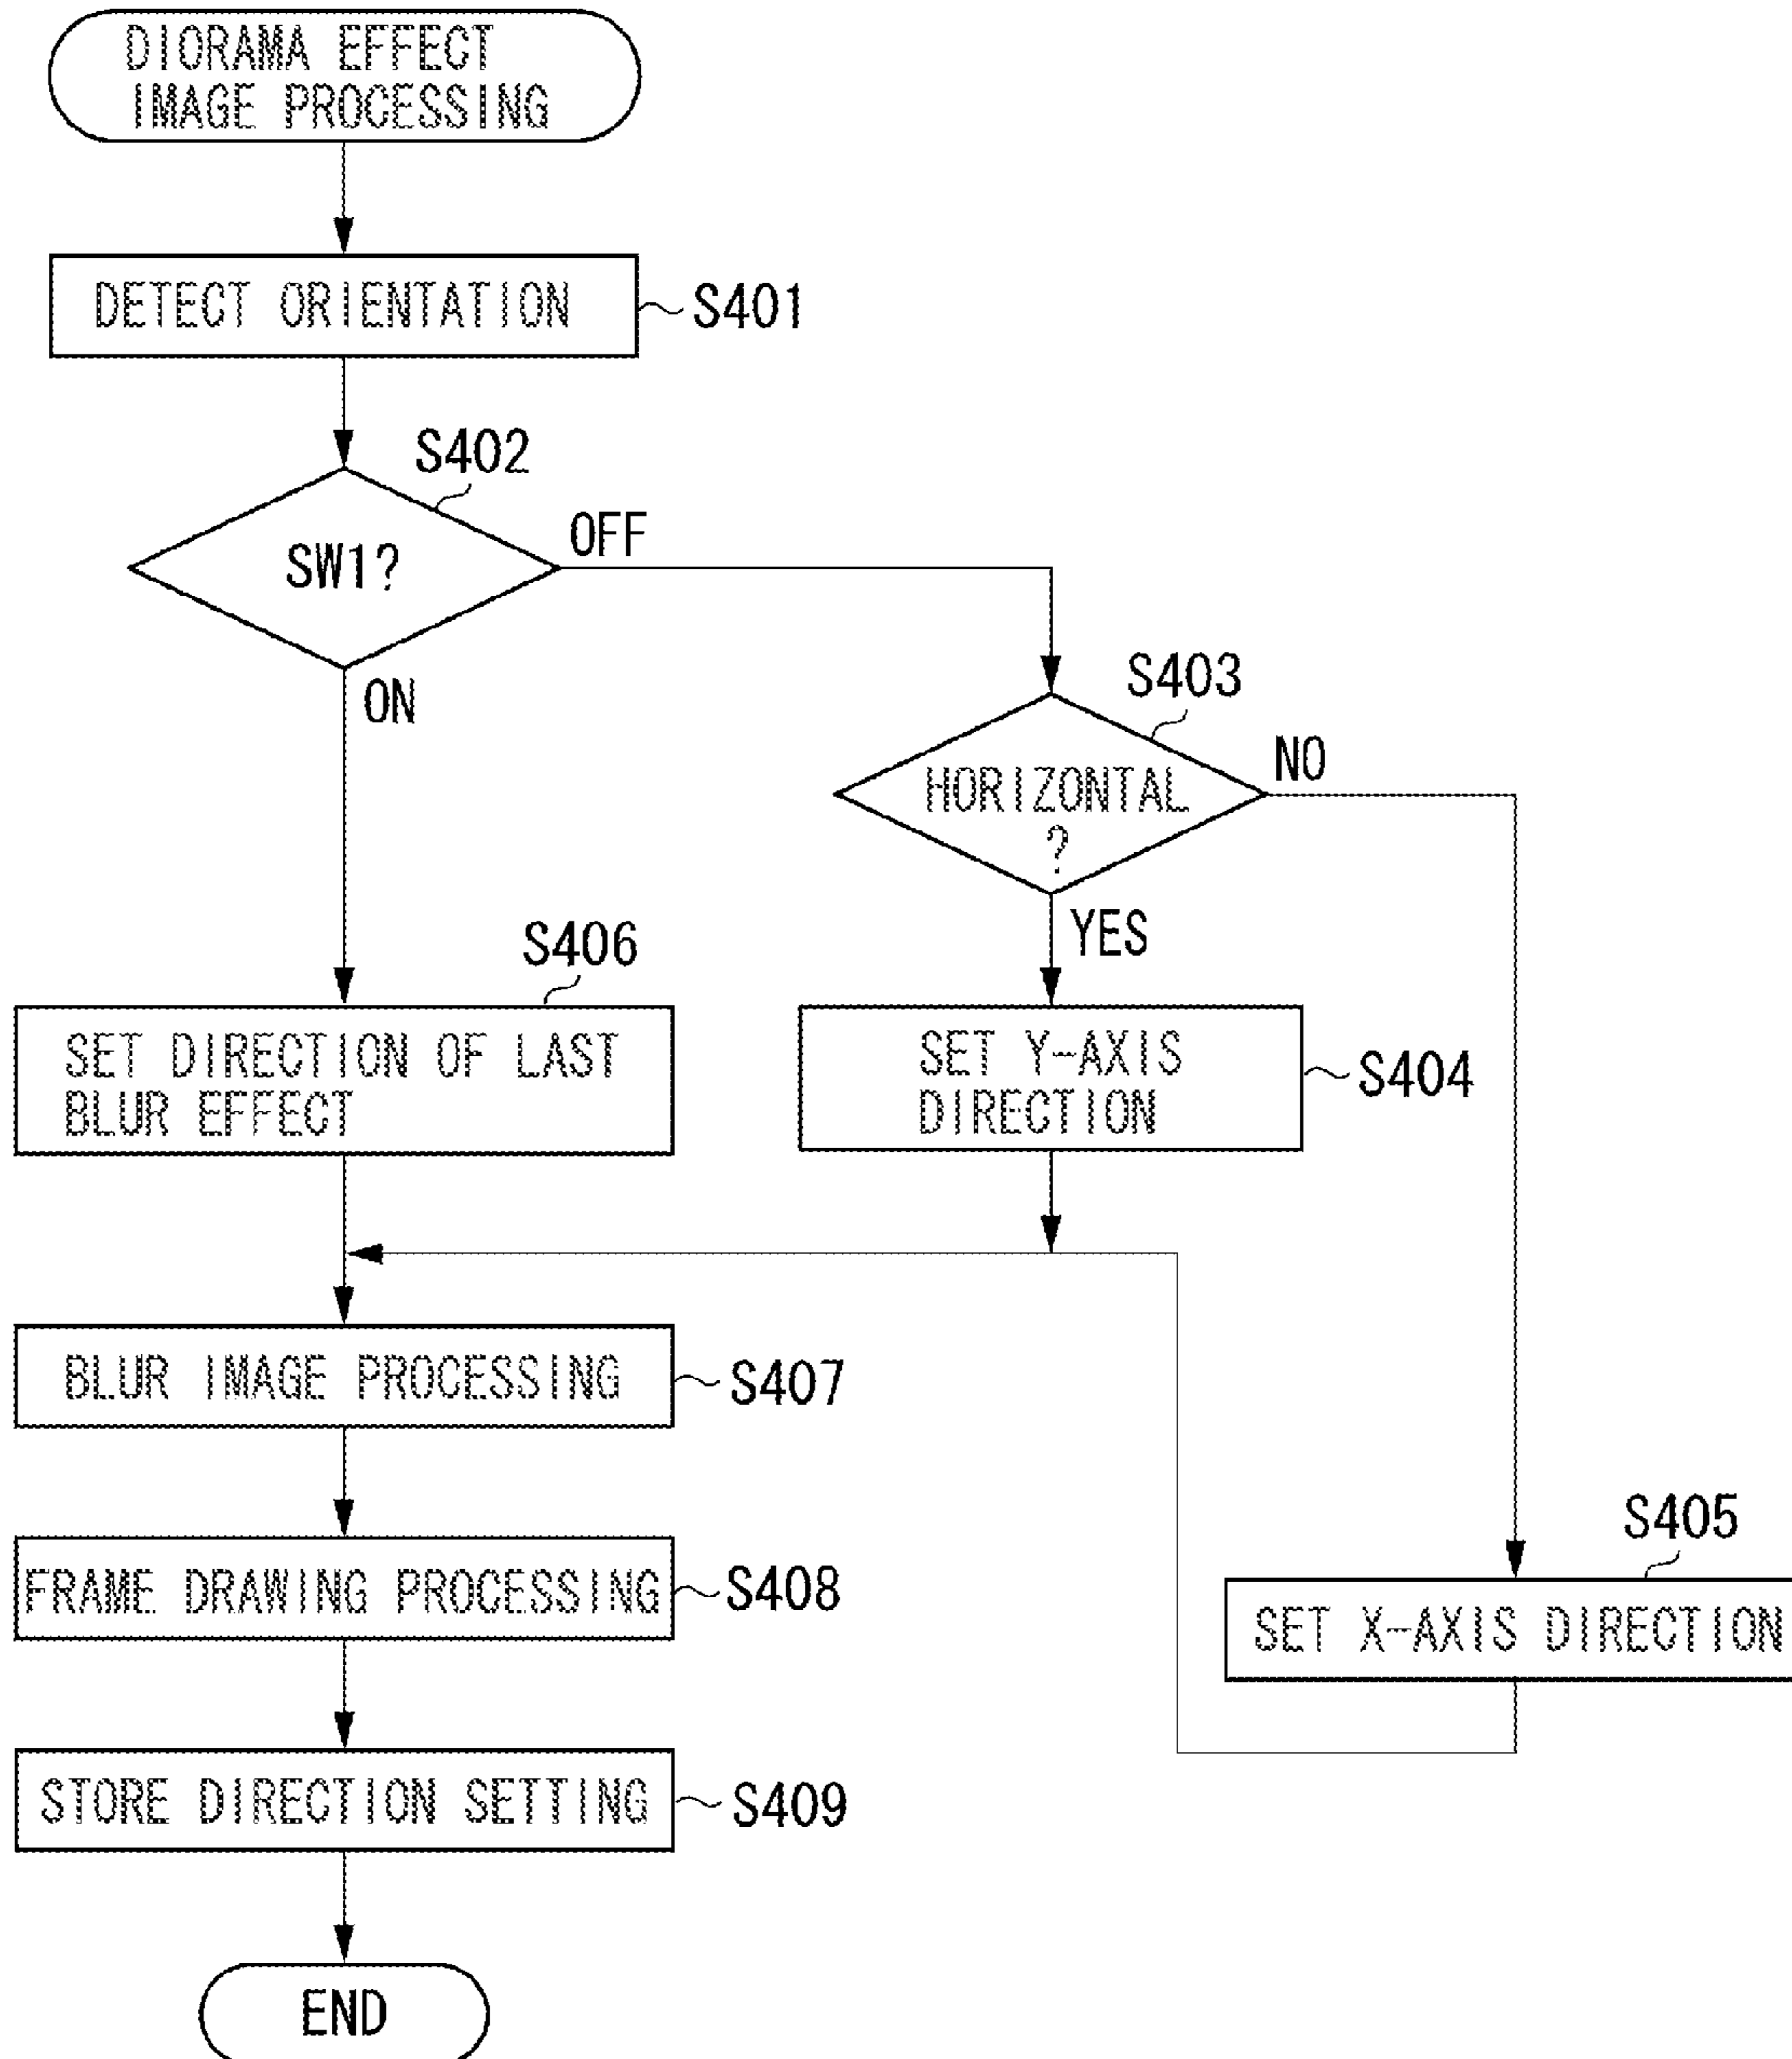 DIORAMA EFFECT
IMAGE PROCESSING
DETECT ORIENTATION
S401
S402
SW1?
OFF
ON
S403
HORIZONTAL
?
NO
YES
S406
SET DIRECTION OF LAST
BLUR EFFECT
SET Y-AXIS
DIRECTION
S404
BLUR IMAGE PROCESSING
S407
S405
SET X-AXIS DIRECTION
FRAME DRAWING PROCESSING
S408
STORE DIRECTION SETTING
S409
END